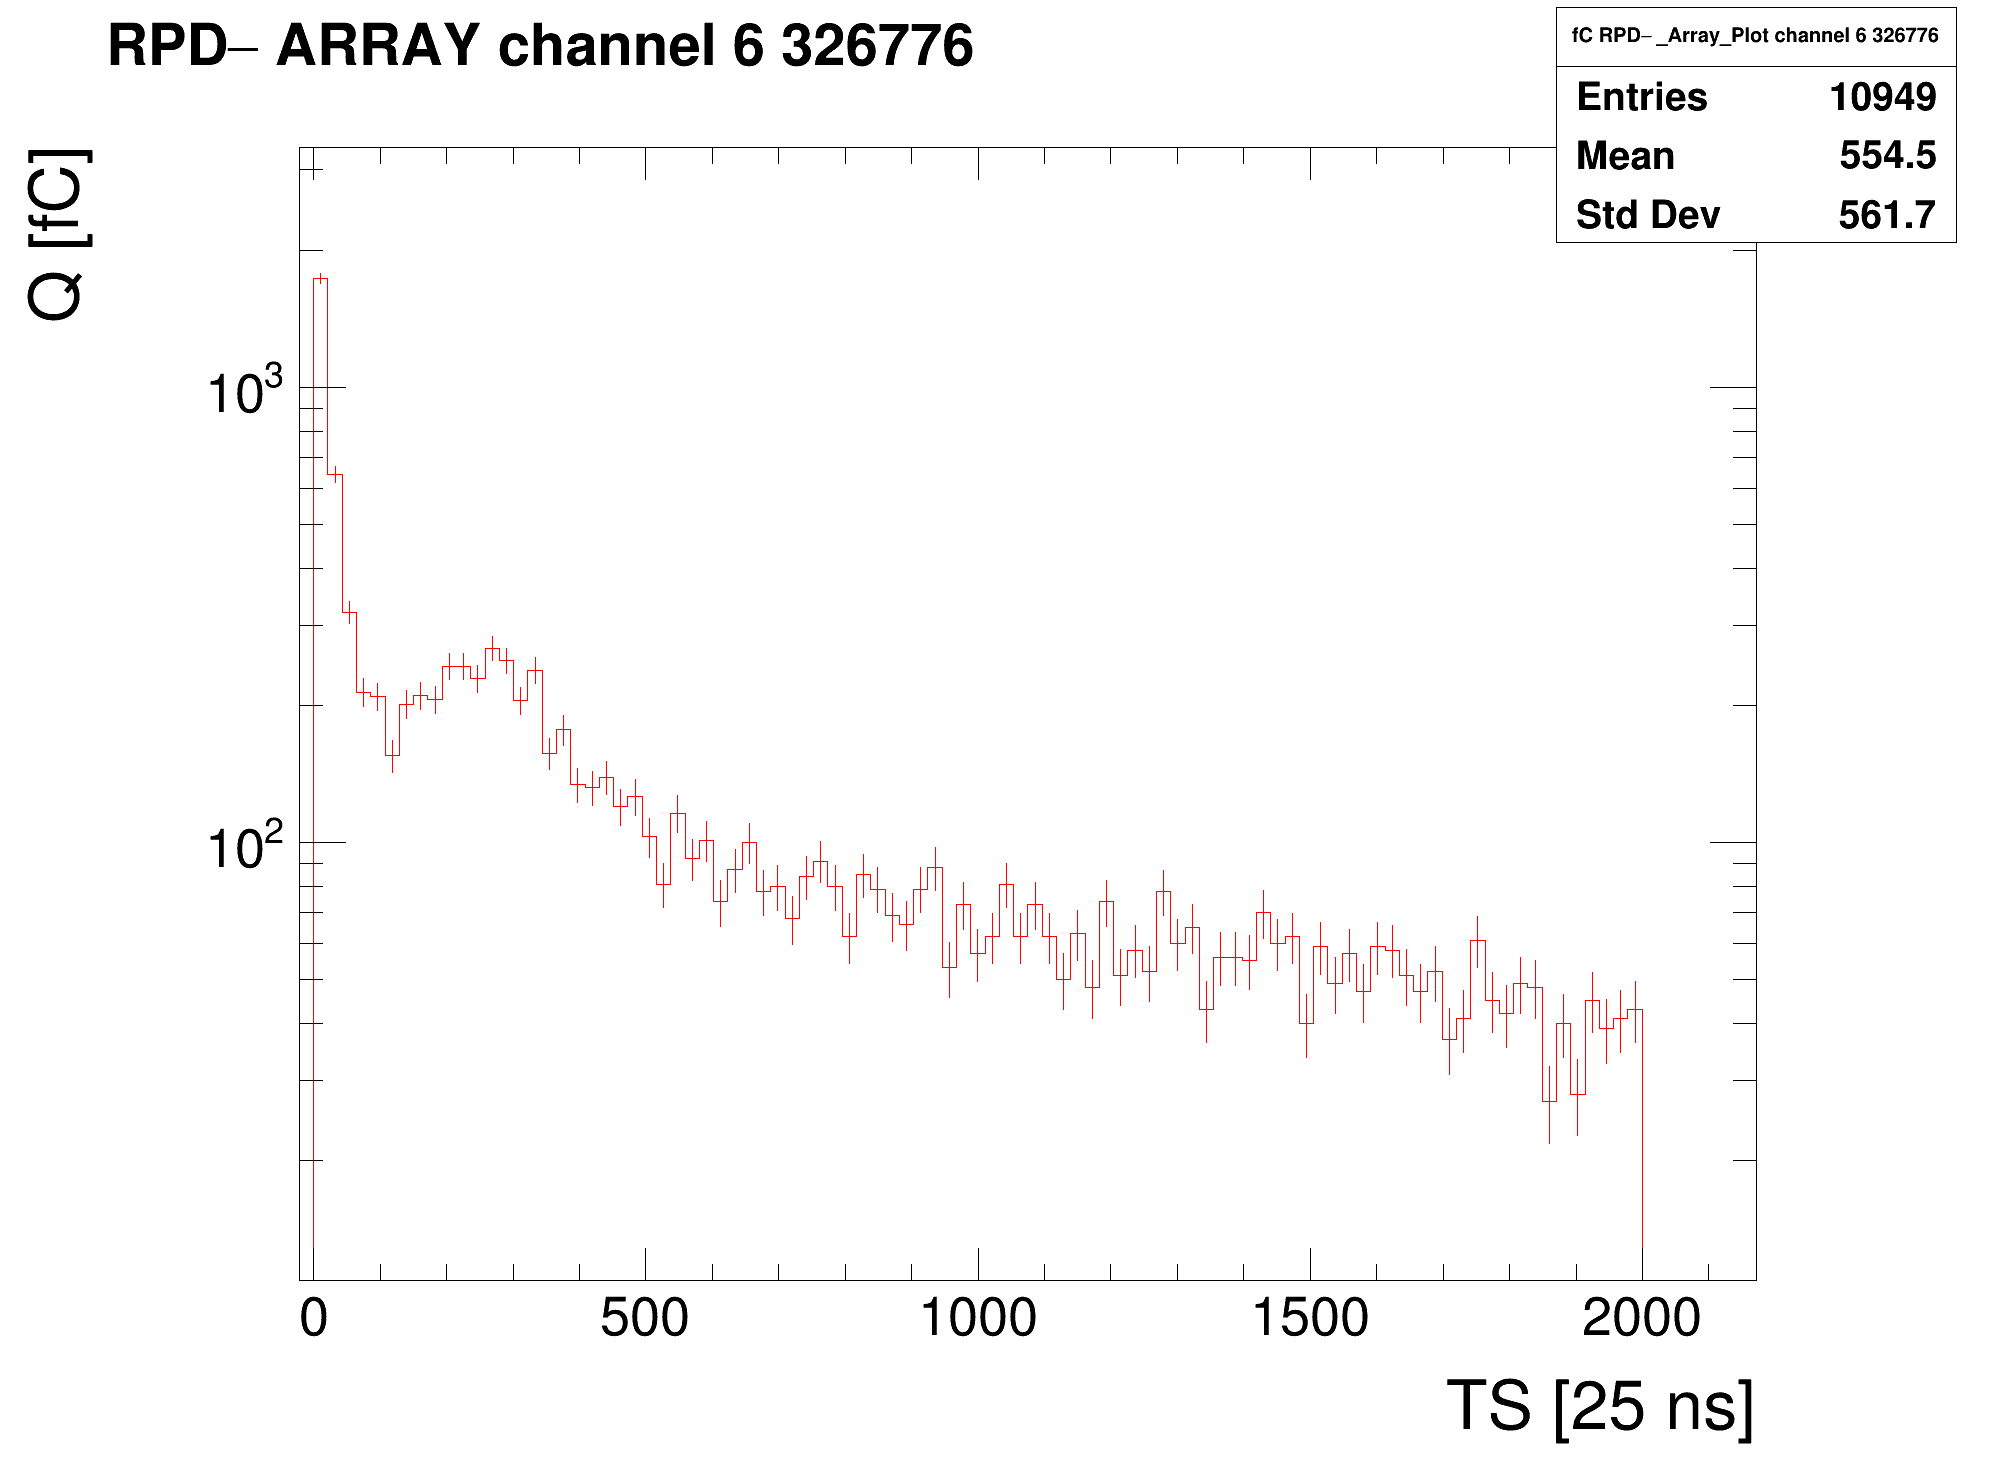 RPD− ARRAY channel 6 326776
fC RPD− _Array_Plot channel 6 326776
Entries 10949
Mean 554.5
Std Dev 561.7
Q [fC]
10³
10²
0 500 1000 1500 2000
TS [25 ns]